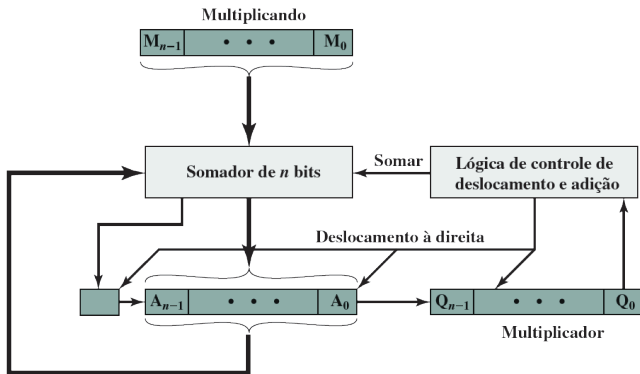 Multiplicando
Mn−1 • • • M0
Somador de n bits
Somar
Lógica de controle de
deslocamento e adição
Deslocamento à direita
An−1 • • • A0
Qn−1 • • • Q0
Multiplicador